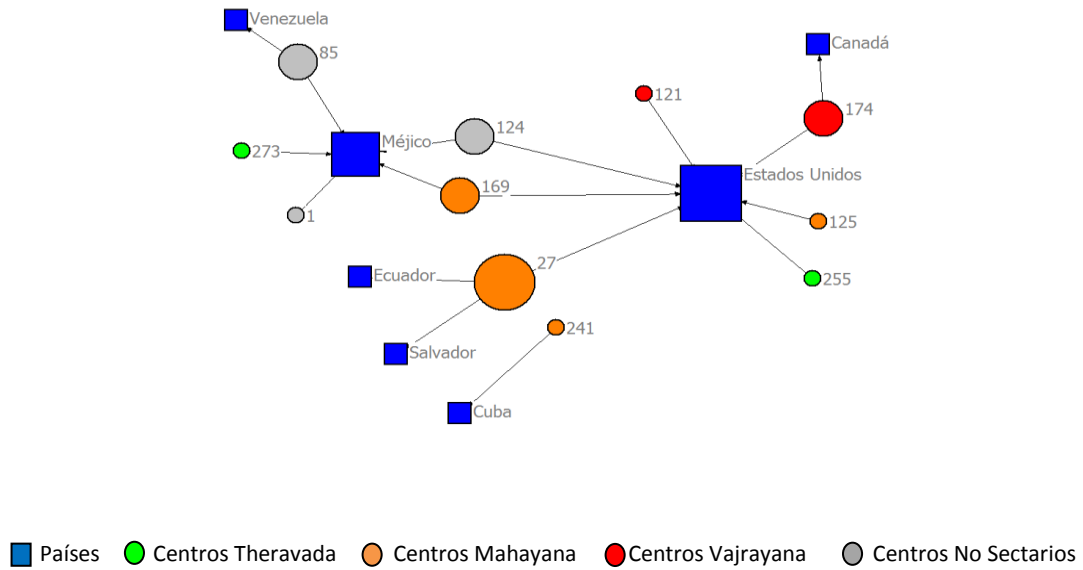 Venezuela
Canadá
85
121
174
124
Méjico
273
Estados Unidos
169
1
125
27
Ecuador
255
241
Salvador
Cuba
Países Centros Theravada Centros Mahayana Centros Vajrayana Centros No Sectarios